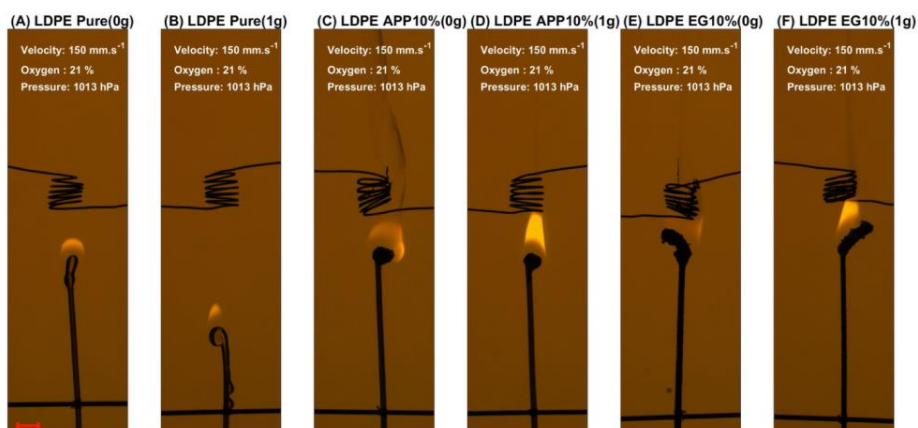 (A) LDPE Pure(0g)
Velocity: 150 mm.s⁻¹
Oxygen : 21 %
Pressure: 1013 hPa
(B) LDPE Pure(1g)
Velocity: 150 mm.s⁻¹
Oxygen : 21 %
Pressure: 1013 hPa
(C) LDPE APP10%(0g)
Velocity: 150 mm.s⁻¹
Oxygen : 21 %
Pressure: 1013 hPa
(D) LDPE APP10%(1g)
Velocity: 150 mm.s⁻¹
Oxygen : 21 %
Pressure: 1013 hPa
(E) LDPE EG10%(0g)
Velocity: 150 mm.s⁻¹
Oxygen : 21 %
Pressure: 1013 hPa
(F) LDPE EG10%(1g)
Velocity: 150 mm.s⁻¹
Oxygen : 21 %
Pressure: 1013 hPa